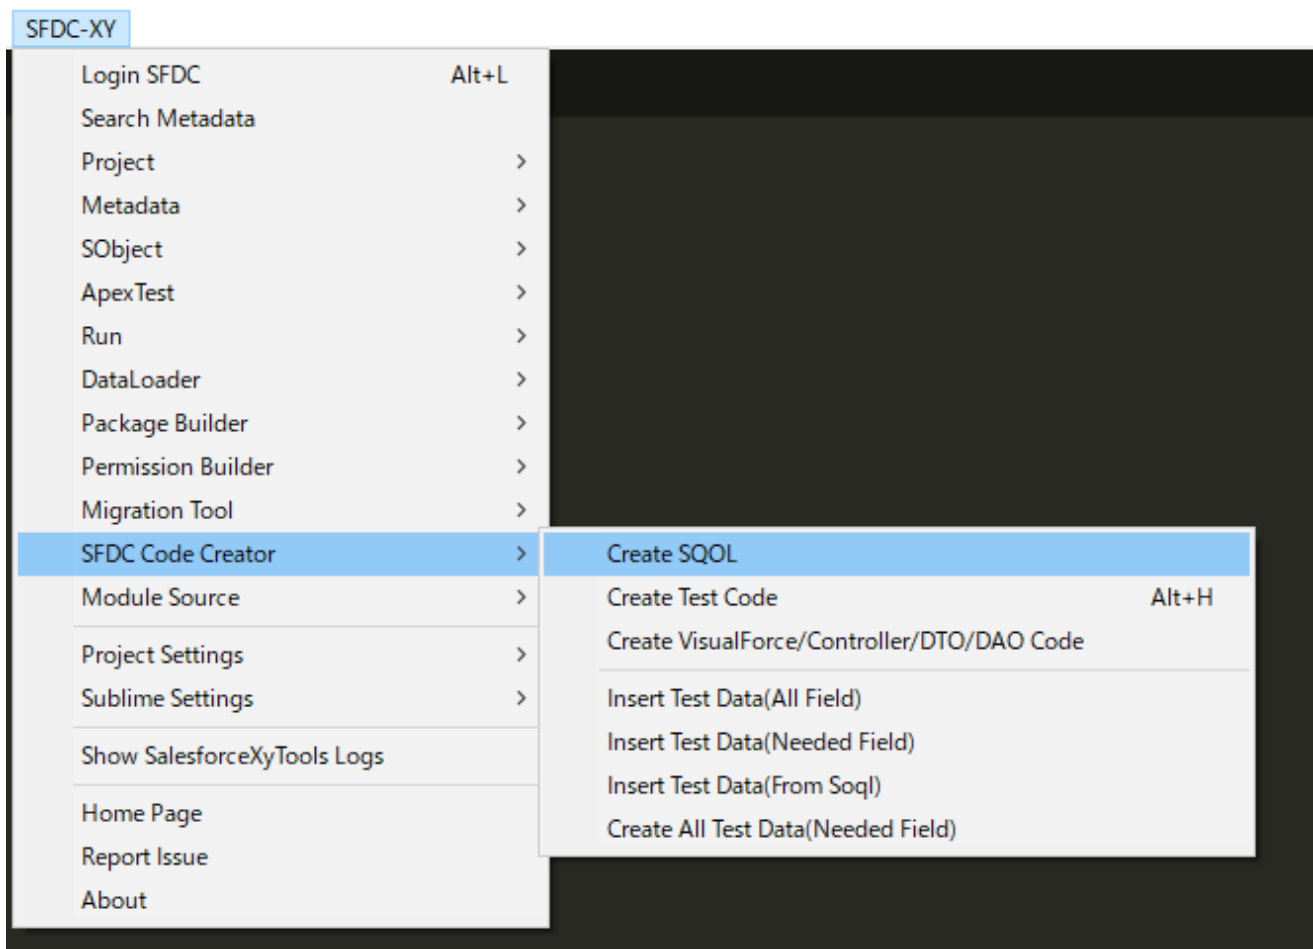 SFDC-XY
Login SFDC Alt+L
Search Metadata
Project
Metadata
SObject
ApexTest
Run
DataLoader
Package Builder
Permission Builder
Migration Tool
SFDC Code Creator
Module Source
Project Settings
Sublime Settings
Show SalesforceXyTools Logs
Home Page
Report Issue
About
Create SQOL
Create Test Code Alt+H
Create VisualForce/Controller/DTO/DAO Code
Insert Test Data(All Field)
Insert Test Data(Needed Field)
Insert Test Data(From Soql)
Create All Test Data(Needed Field)